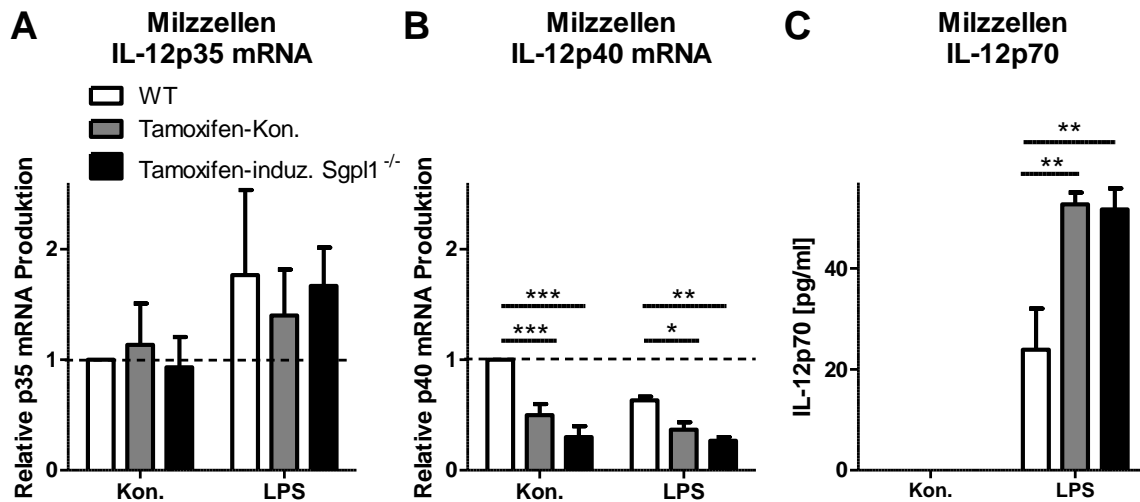 A
Milzzellen
IL-12p35 mRNA
WT
Tamoxifen-Kon.
Tamoxifen-induz. Sgpl1 -/-
Relative p35 mRNA Produktion
2
1
0
Kon.
LPS
B
Milzzellen
IL-12p40 mRNA
Relative p40 mRNA Produktion
2
1
0
***
***
**
*
Kon.
LPS
C
Milzzellen
IL-12p70
IL-12p70 [pg/ml]
40
20
0
**
**
Kon.
LPS